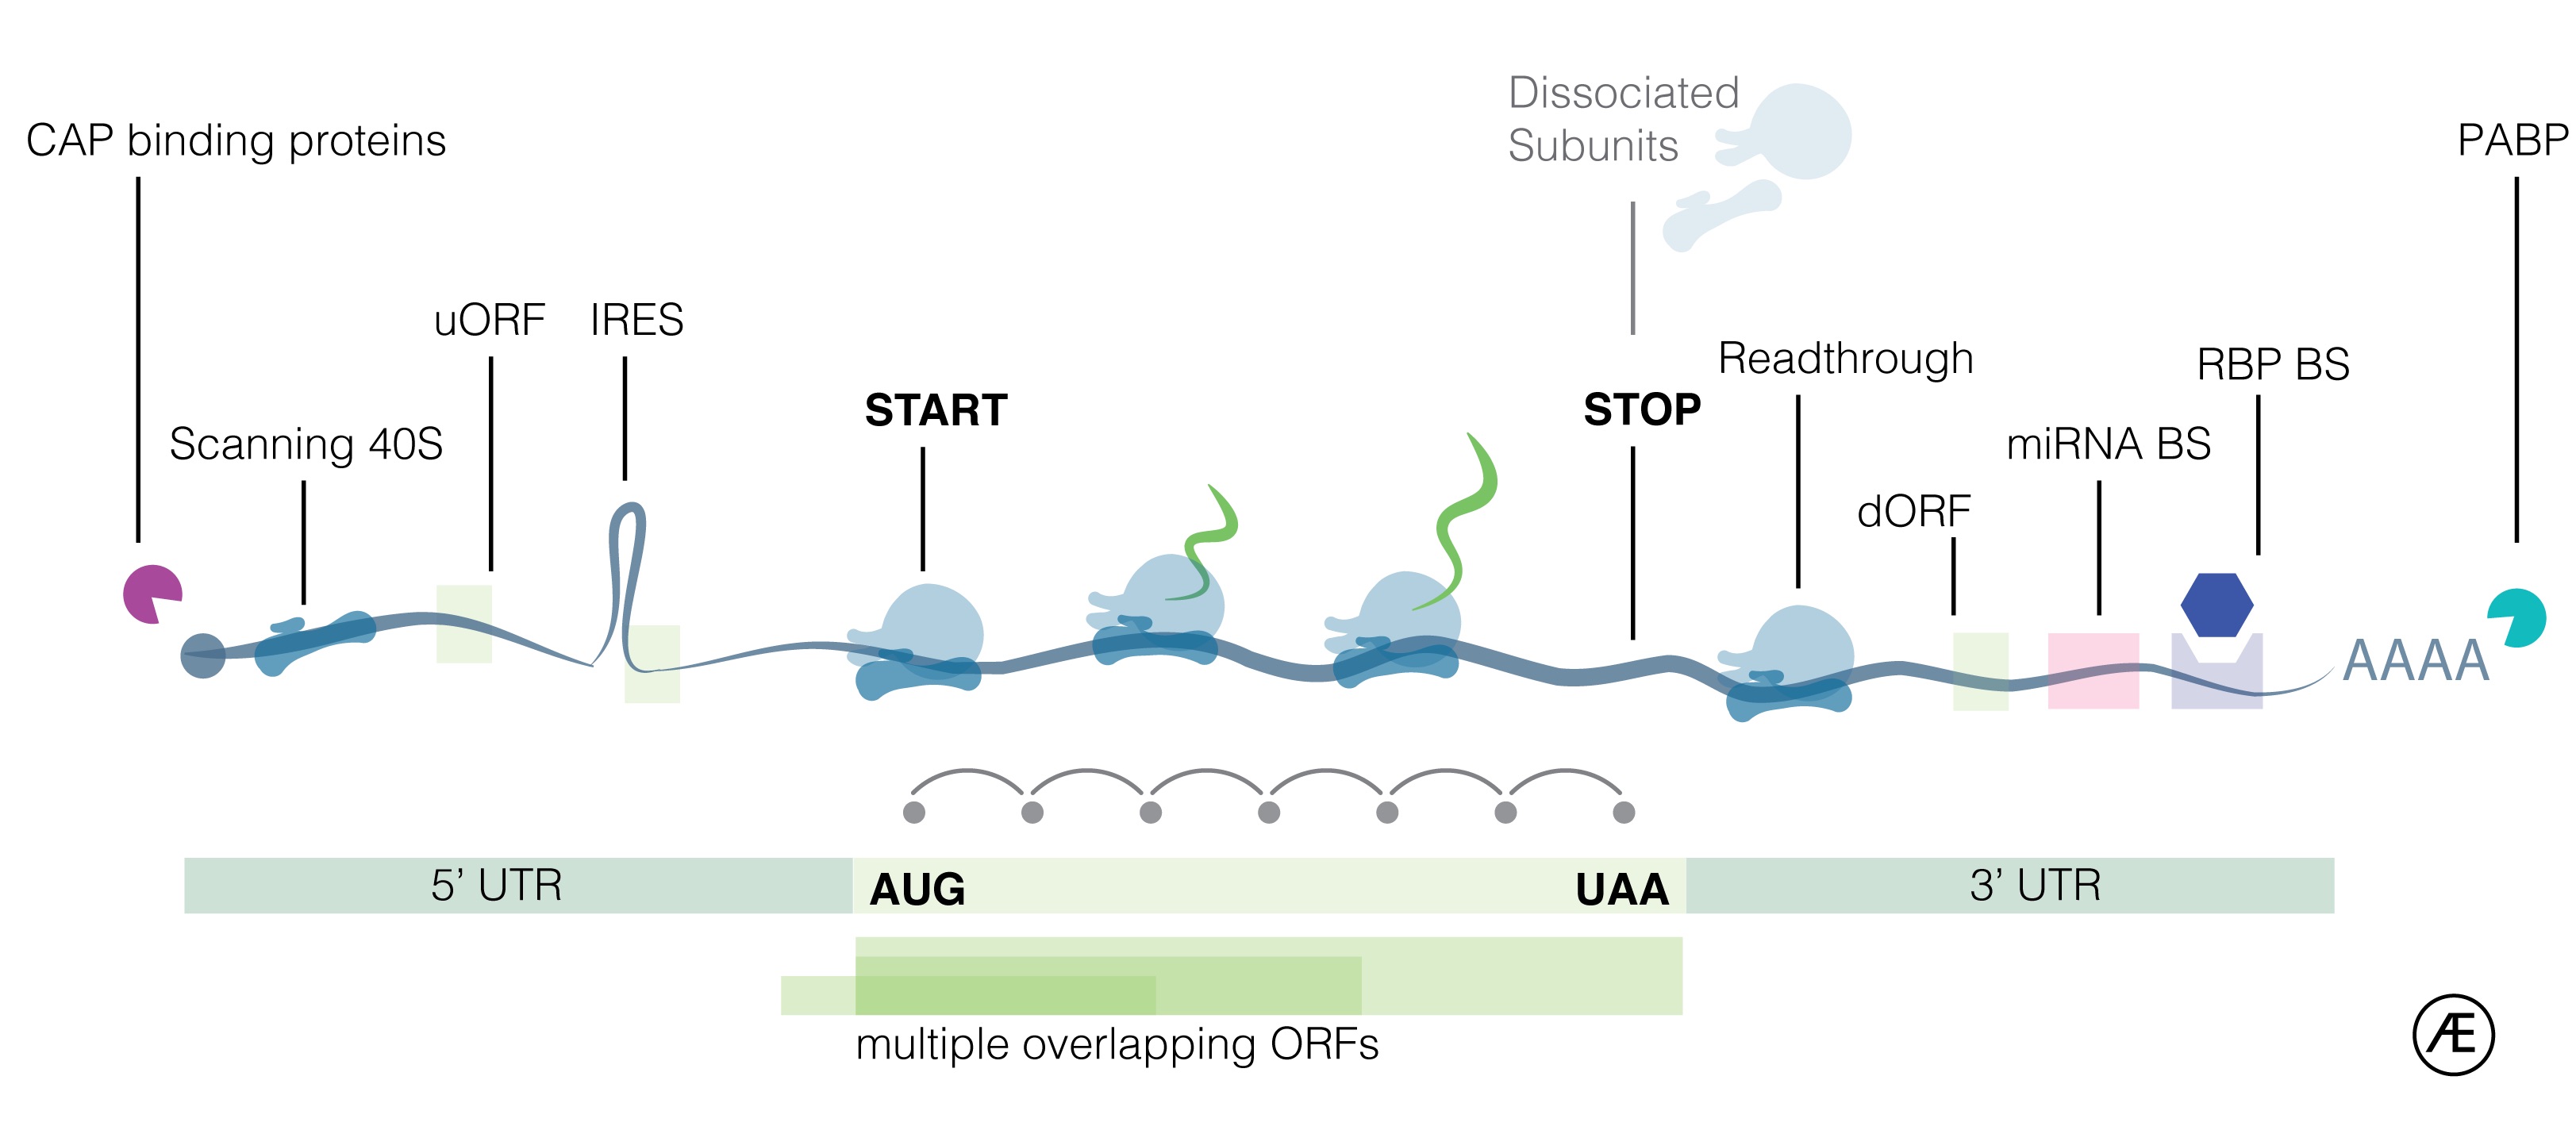 Dissociated
Subunits
CAP binding proteins
PABP
uORF
IRES
Readthrough
RBP BS
START
STOP
Scanning 40S
miRNA BS
dORF
AAAA
5’ UTR
AUG
UAA
3’ UTR
multiple overlapping ORFs
Æ